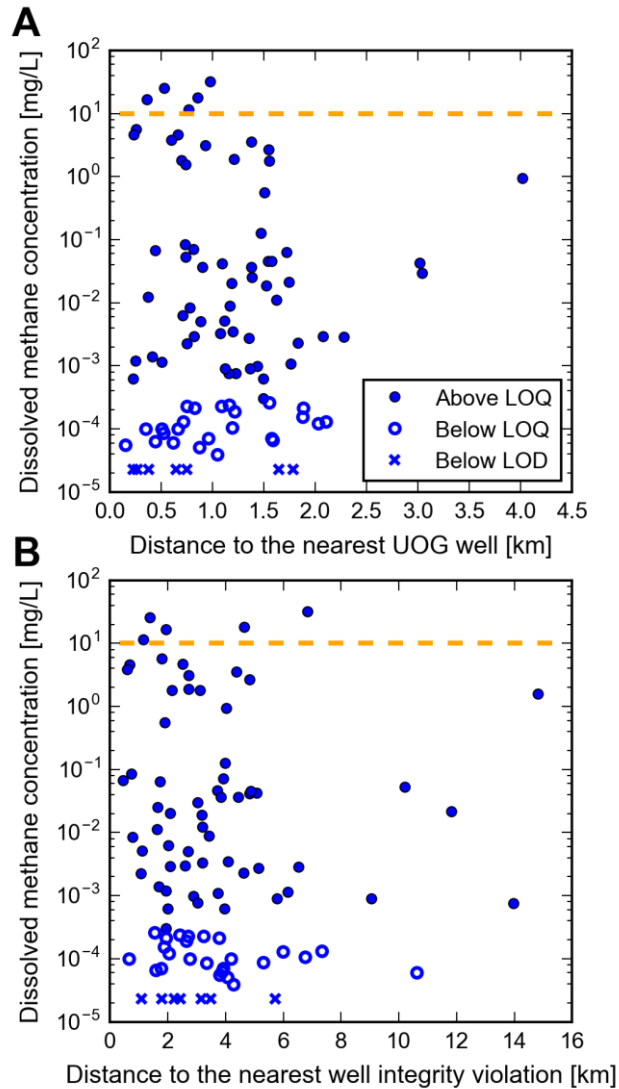 A
Dissolved methane concentration [mg/L]
10²
10¹
10⁰
10⁻¹
10⁻²
10⁻³
10⁻⁴
10⁻⁵
Above LOQ
Below LOQ
Below LOD
0.0 0.5 1.0 1.5 2.0 2.5 3.0 3.5 4.0 4.5
Distance to the nearest UOG well [km]
B
Dissolved methane concentration [mg/L]
10²
10¹
10⁰
10⁻¹
10⁻²
10⁻³
10⁻⁴
10⁻⁵
0 2 4 6 8 10 12 14 16
Distance to the nearest well integrity violation [km]